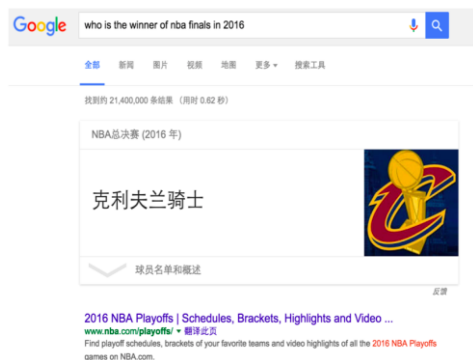 Google who is the winner of nba finals in 2016
全部 新闻 图片 视频 地图 更多 搜索工具
找到约 21,400,000 条结果 （用时 0.62 秒）
NBA总决赛 (2016 年)
克利夫兰骑士
球员名单和概述
反馈
2016 NBA Playoffs | Schedules, Brackets, Highlights and Video ...
www.nba.com/playoffs/ 翻译此页
Find playoff schedules, brackets of your favorite teams and video highlights of all the 2016 NBA Playoffs
games on NBA.com.